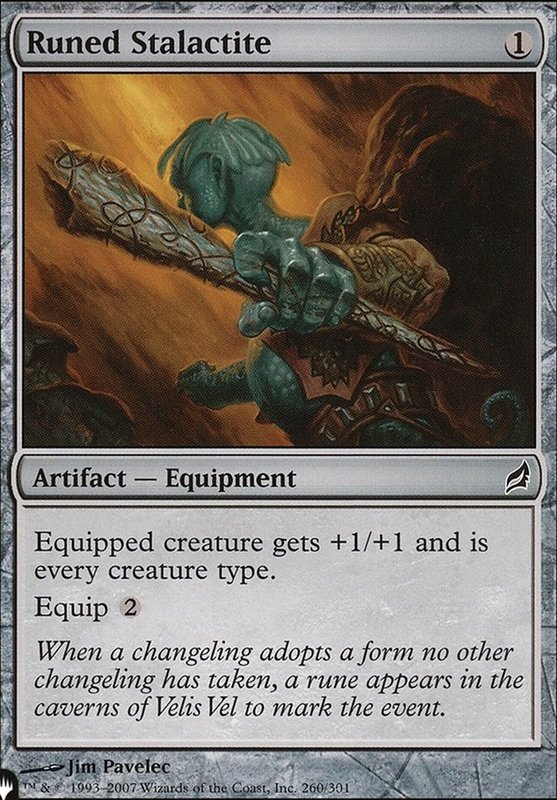 Runed Stalactite 1
Artifact — Equipment
Equipped creature gets +1/+1 and is
every creature type.
Equip 2
When a changeling adopts a form no other
changeling has taken, a rune appears in the
caverns of Velis Vel to mark the event.
Jim Pavelec
™ & © 1993–2007 Wizards of the Coast, Inc. 260/301